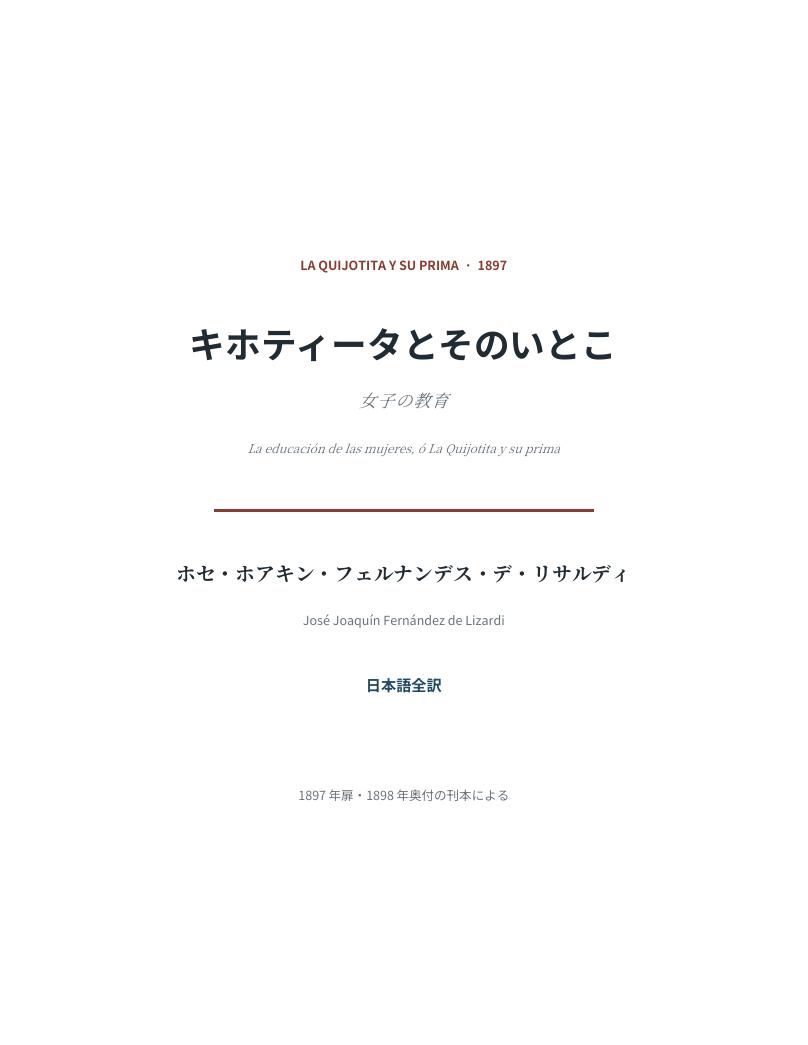 LA QUIJOTITA Y SU PRIMA · 1897
キホティータとそのいとこ
女子の教育
La educación de las mujeres, ó La Quijotita y su prima
ホセ・ホアキン・フェルナンデス・デ・リサルディ
José Joaquín Fernández de Lizardi
日本語全訳
1897 年扉・1898 年奥付の刊本による